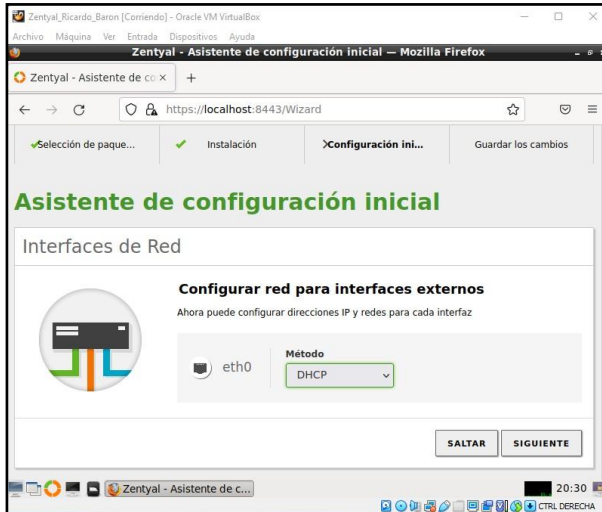 Zentyal_Ricardo_Baron [Corriendo] - Oracle VM VirtualBox
Archivo Máquina Ver Entrada Dispositivos Ayuda
Zentyal - Asistente de configuración inicial — Mozilla Firefox
Zentyal - Asistente de co
https://localhost:8443/Wizard
Selección de paque... Instalación Configuración ini... Guardar los cambios
Asistente de configuración inicial
Interfaces de Red
Configurar red para interfaces externos
Ahora puede configurar direcciones IP y redes para cada interfaz
Método
eth0 DHCP
SALTAR SIGUIENTE
Zentyal - Asistente de c... 20:30
CTRL DERECHA